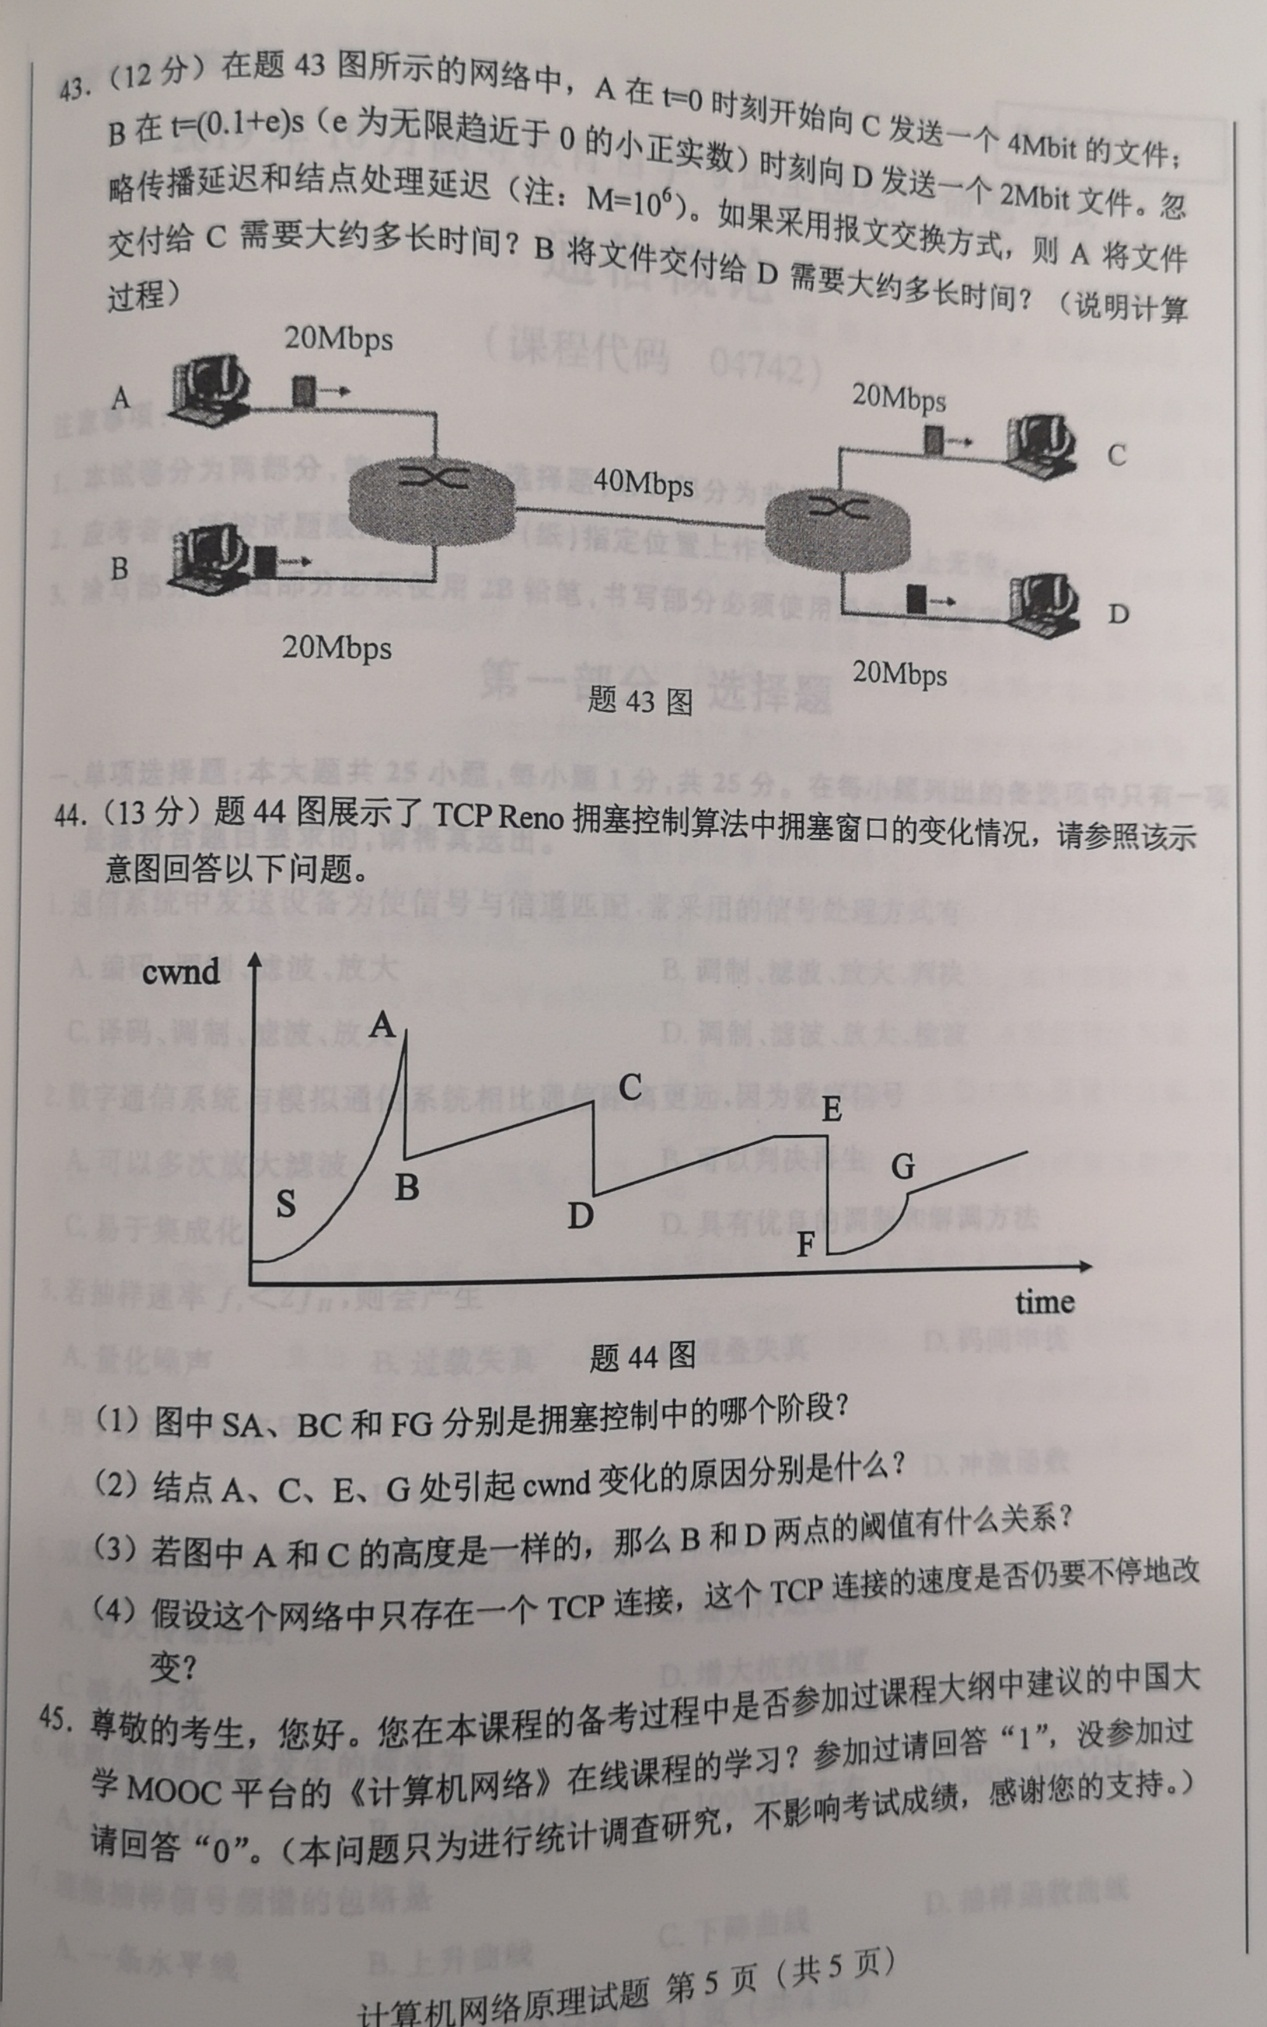 43.（12 分）在题 43 图所示的网络中，A 在 t=0 时刻开始向 C 发送一个 4Mbit 的文件；
B 在 t=(0.1+e)s（e 为无限趋近于 0 的小正实数）时刻向 D 发送一个 2Mbit 文件。忽
略传播延迟和结点处理延迟（注：M=10⁶）。如果采用报文交换方式，则 A 将文件
交付给 C 需要大约多长时间？B 将文件交付给 D 需要大约多长时间？（说明计算
过程）
20Mbps
A
20Mbps
C
40Mbps
B
D
20Mbps
20Mbps
题 43 图
44.（13 分）题 44 图展示了 TCP Reno 拥塞控制算法中拥塞窗口的变化情况，请参照该示
意图回答以下问题。
cwnd
A
C
E
G
B
S
D
F
time
题 44 图
（1）图中 SA、BC 和 FG 分别是拥塞控制中的哪个阶段？
（2）结点 A、C、E、G 处引起 cwnd 变化的原因分别是什么？
（3）若图中 A 和 C 的高度是一样的，那么 B 和 D 两点的阈值有什么关系？
（4）假设这个网络中只存在一个 TCP 连接，这个 TCP 连接的速度是否仍要不停地改
变？
45. 尊敬的考生，您好。您在本课程的备考过程中是否参加过课程大纲中建议的中国大
学 MOOC 平台的《计算机网络》在线课程的学习？参加过请回答“1”，没参加过
请回答“0”。（本问题只为进行统计调查研究，不影响考试成绩，感谢您的支持。）
计算机网络原理试题 第 5 页（共 5 页）